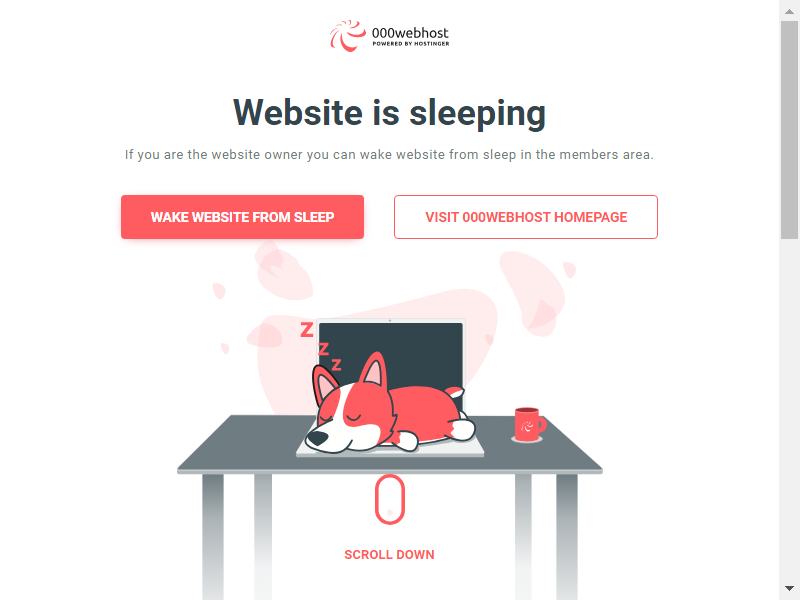 000webhost
POWERED BY HOSTINGER
Website is sleeping
If you are the website owner you can wake website from sleep in the members area.
WAKE WEBSITE FROM SLEEP
VISIT 000WEBHOST HOMEPAGE
Z
Z
Z
SCROLL DOWN